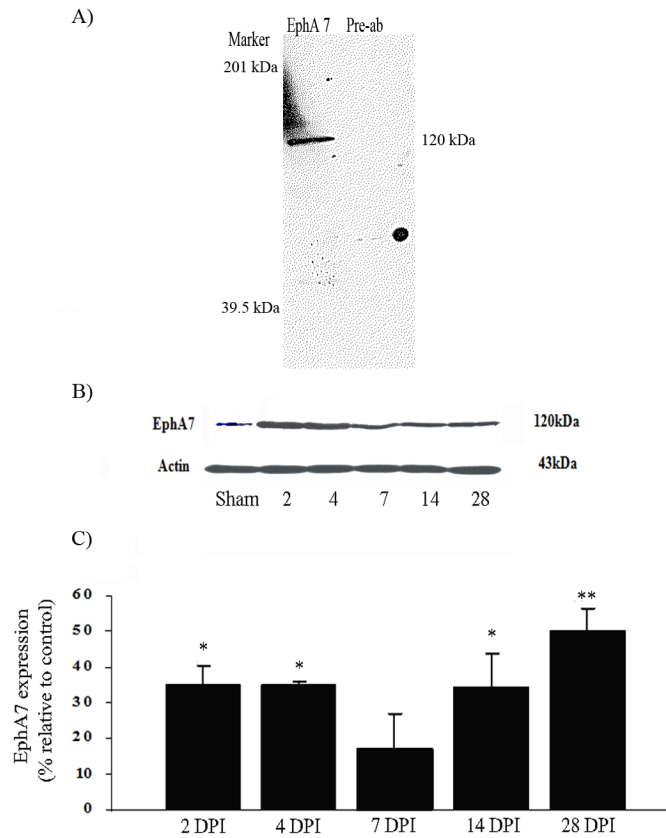 A)
Marker EphA 7 Pre-ab
201 kDa
120 kDa
39.5 kDa
B)
EphA7 120kDa
Actin 43kDa
Sham 2 4 7 14 28
C)
EphA7 expression
(% relative to control)
60
50
40
30
20
10
0
* * * **
2 DPI 4 DPI 7 DPI 14 DPI 28 DPI